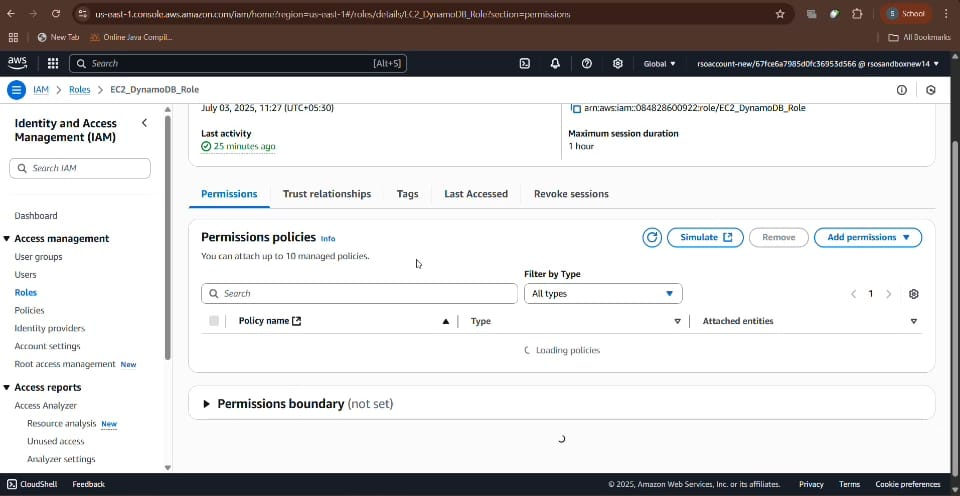 us-east-1.console.aws.amazon.com/iam/home?region=us-east-1#/roles/details/EC2_DynamoDB_Role?section=permissions
S School
New Tab
Online Java Compil...
All Bookmarks
aws
Search [Alt+S]
Global
rsoaccount-new/67fce6a7985d0fc36953d566 @ rsosandboxnew14
IAM > Roles > EC2_DynamoDB_Role
Identity and Access Management (IAM)
Search IAM
Dashboard
Access management
User groups
Users
Roles
Policies
Identity providers
Account settings
Root access management New
Access reports
Access Analyzer
Resource analysis New
Unused access
Analyzer settings
July 03, 2025, 11:27 (UTC+05:30)
arn:aws:iam::084828600922:role/EC2_DynamoDB_Role
Last activity
25 minutes ago
Maximum session duration
1 hour
Permissions
Trust relationships
Tags
Last Accessed
Revoke sessions
Permissions policies Info
You can attach up to 10 managed policies.
Simulate
Remove
Add permissions
Filter by Type
Search
All types
1
Policy name
Type
Attached entities
Loading policies
Permissions boundary (not set)
CloudShell
Feedback
© 2025, Amazon Web Services, Inc. or its affiliates.
Privacy
Terms
Cookie preferences